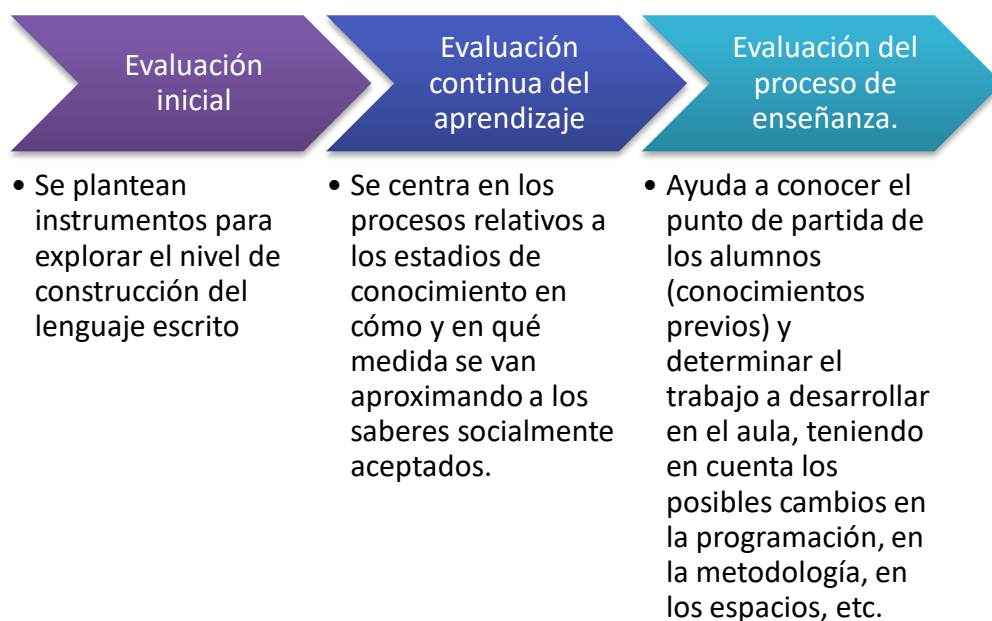 Evaluación
inicial
Evaluación
continua del
aprendizaje
Evaluación del
proceso de
enseñanza.
• Se plantean
instrumentos para
explorar el nivel de
construcción del
lenguaje escrito
• Se centra en los
procesos relativos a
los estadios de
conocimiento en
cómo y en qué
medida se van
aproximando a los
saberes socialmente
aceptados.
• Ayuda a conocer el
punto de partida de
los alumnos
(conocimientos
previos) y
determinar el
trabajo a desarrollar
en el aula, teniendo
en cuenta los
posibles cambios en
la programación, en
la metodología, en
los espacios, etc.